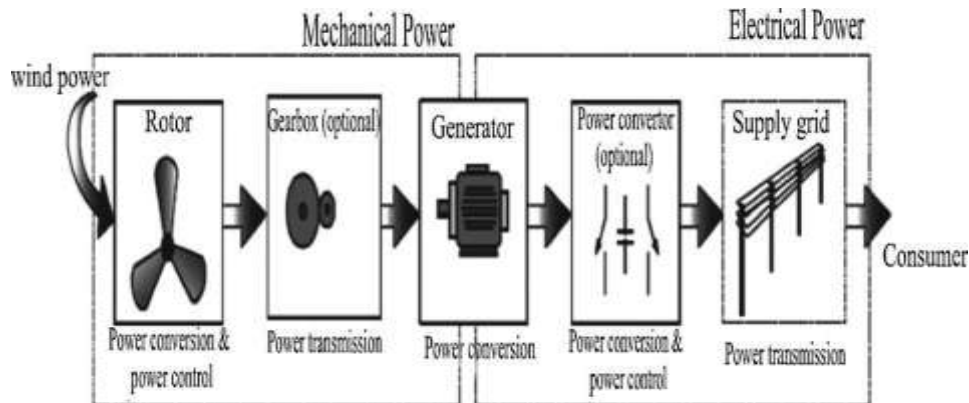 Mechanical Power
Electrical Power
wind power
Rotor
Gearbox (optional)
Generator
Power convertor
(optional)
Supply grid
Consumer
Power conversion &
power control
Power transmission
Power conversion
Power conversion &
power control
Power transmission